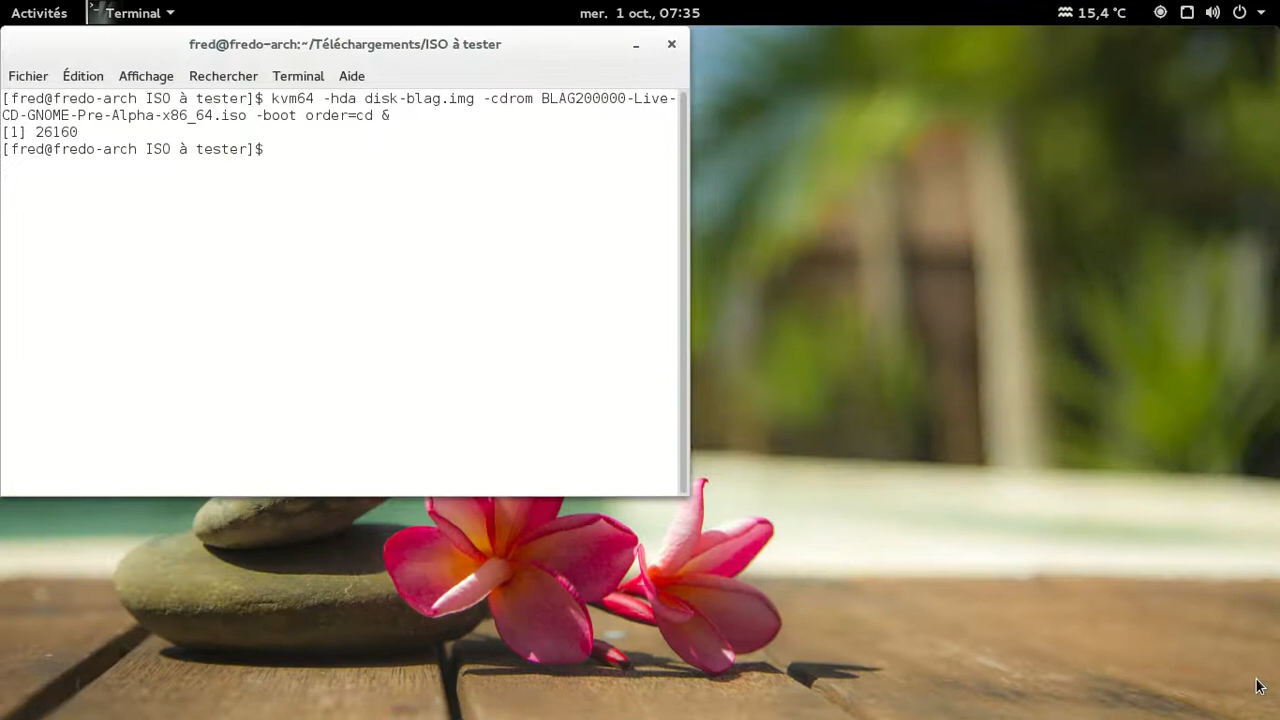 Activités Terminal mer. 1 oct., 07:35 15,4 °C
fred@fredo-arch:~/Téléchargements/ISO à tester
Fichier Édition Affichage Rechercher Terminal Aide
[fred@fredo-arch ISO à tester]$ kvm64 -hda disk-blag.img -cdrom BLAG200000-Live-
CD-GNOME-Pre-Alpha-x86_64.iso -boot order=cd &
[1] 26160
[fred@fredo-arch ISO à tester]$